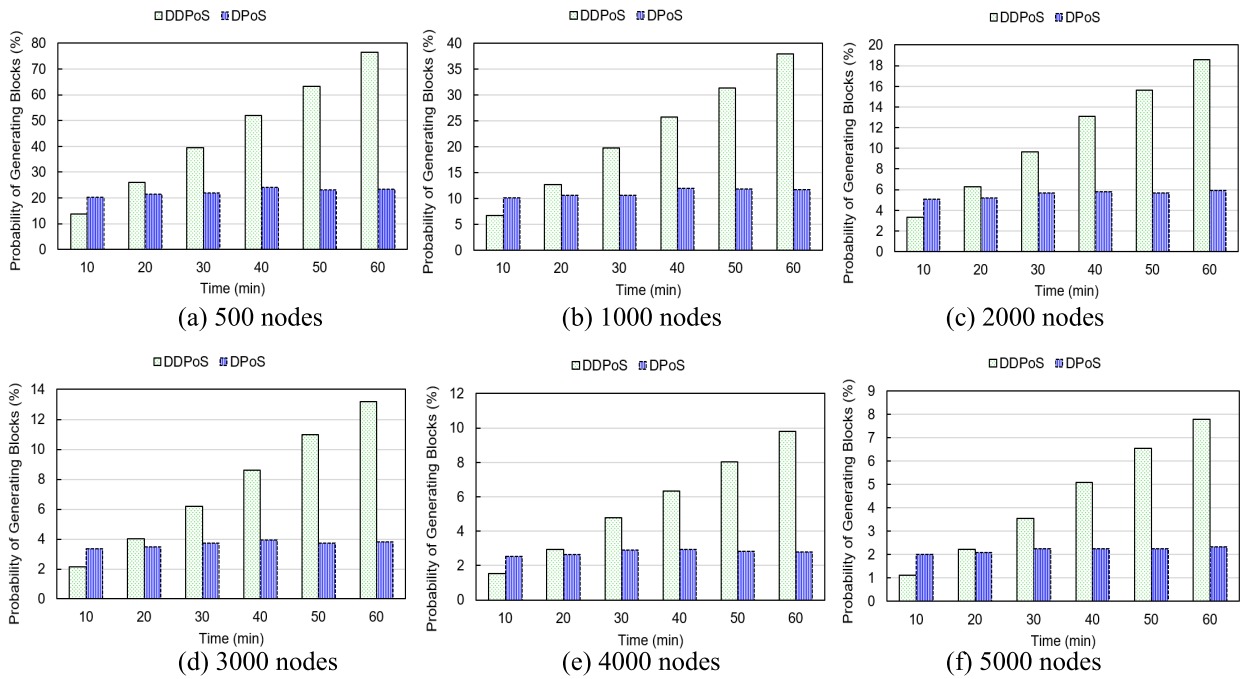 DDPoS DPoS
Probability of Generating Blocks (%)
80
70
60
50
40
30
20
10
0
10 20 30 40 50 60
Time (min)
(a) 500 nodes
DDPoS DPoS
Probability of Generating Blocks (%)
40
35
30
25
20
15
10
5
0
10 20 30 40 50 60
Time (min)
(b) 1000 nodes
DDPoS DPoS
Probability of Generating Blocks (%)
20
18
16
14
12
10
8
6
4
2
0
10 20 30 40 50 60
Time (min)
(c) 2000 nodes
DDPoS DPoS
Probability of Generating Blocks (%)
14
12
10
8
6
4
2
0
10 20 30 40 50 60
Time (min)
(d) 3000 nodes
DDPoS DPoS
Probability of Generating Blocks (%)
12
10
8
6
4
2
0
10 20 30 40 50 60
Time (min)
(e) 4000 nodes
DDPoS DPoS
Probability of Generating Blocks (%)
9
8
7
6
5
4
3
2
1
0
10 20 30 40 50 60
Time (min)
(f) 5000 nodes